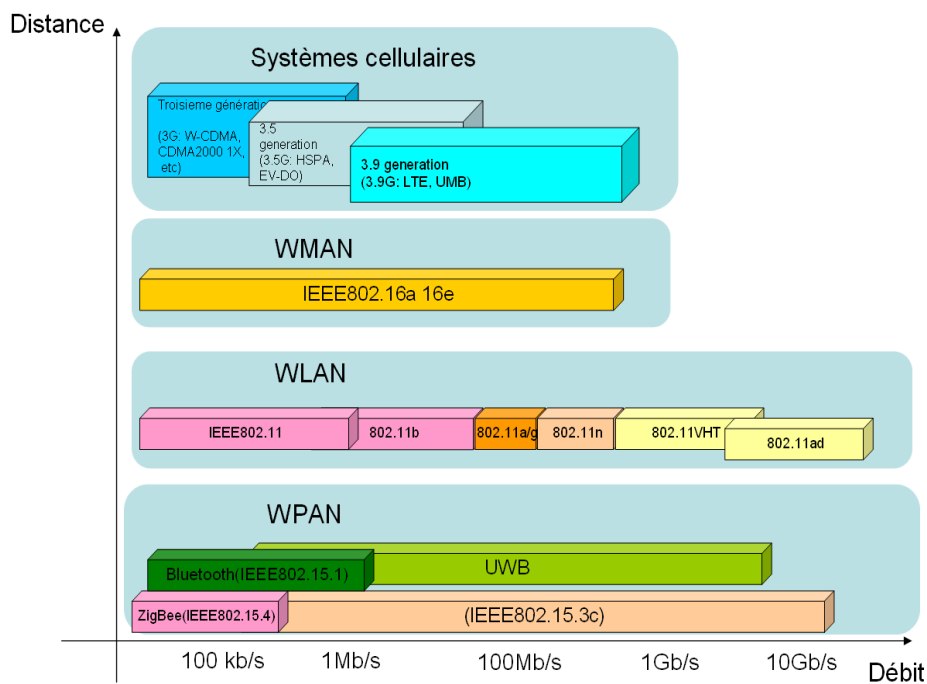 Distance
Systèmes cellulaires
Troisieme génératio
(3G: W-CDMA,
CDMA2000 1X,
etc)
3.5
generation
(3.5G: HSPA,
EV-DO
3.9 generation
(3.9G: LTE, UMB)
WMAN
IEEE802.16a 16e
WLAN
IEEE802.11
802.11b
802.11a/g
802.11n
802.11VHT
802.11ad
WPAN
Bluetooth(IEEE802.15.1)
UWB
ZigBee(IEEE802.15.4)
(IEEE802.15.3c)
100 kb/s
1Mb/s
100Mb/s
1Gb/s
10Gb/s
Débit